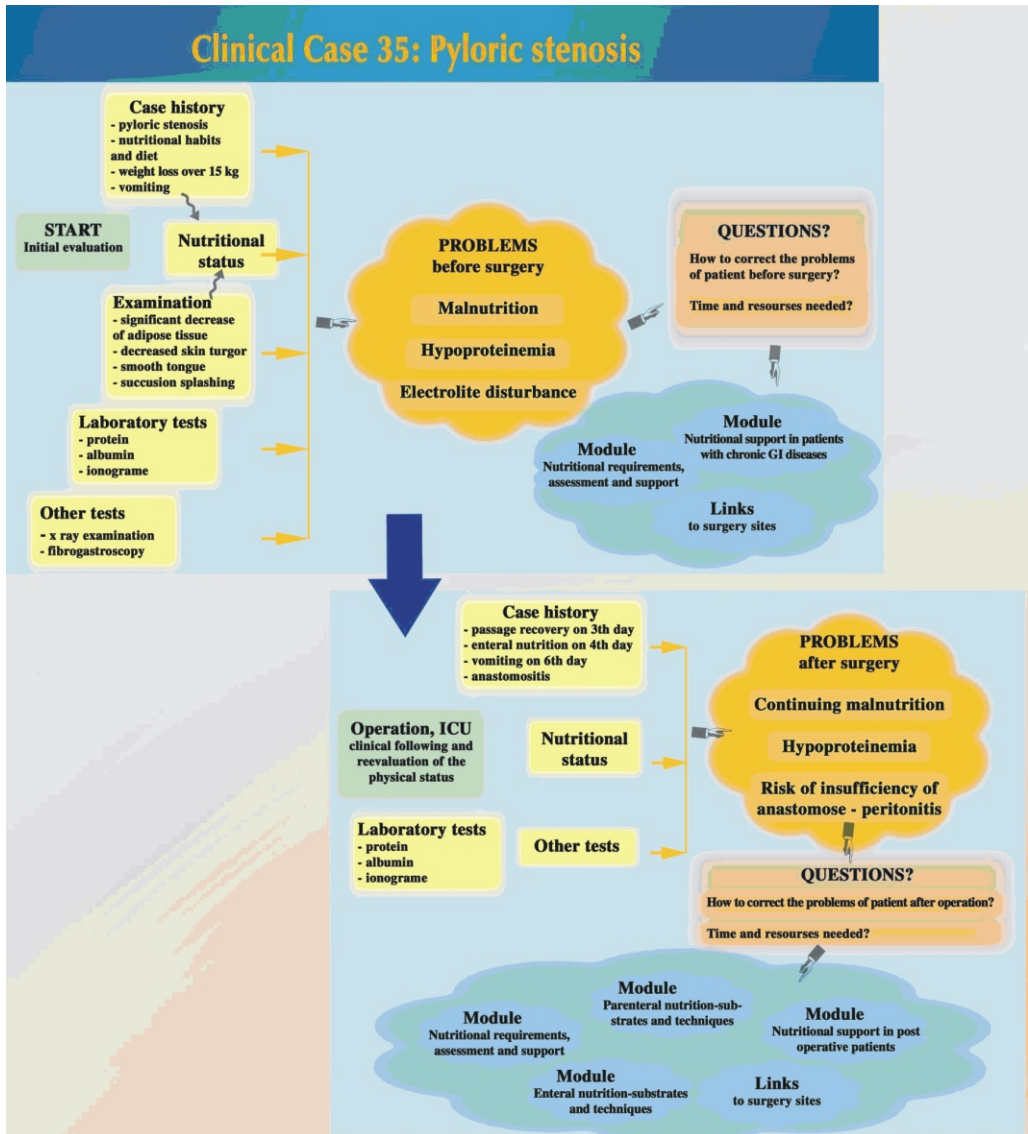 Clinical Case 35: Pyloric stenosis
Case history
- pyloric stenosis
- nutritional habits
and diet
- weight loss over 15 kg
- vomiting
START
Initial evaluation
Nutritional
status
Examination
- significant decrease
of adipose tissue
- decreased skin turgor
- smooth tongue
- succusion splashing
Laboratory tests
- protein
- albumin
- ionograme
Other tests
- x ray examination
- fibrogastroscopy
PROBLEMS
before surgery
Malnutrition
Hypoproteinemia
Electrolite disturbance
QUESTIONS?
How to correct the problems
of patient before surgery?
Time and resourses needed?
Module
Nutritional support in patients
with chronic GI diseases
Module
Nutritional requirements,
assessment and support
Links
to surgery sites
Case history
- passage recovery on 3th day
- enteral nutrition on 4th day
- vomiting on 6th day
- anastomositis
Operation, ICU
clinical following and
reevaluation of the
physical status
Nutritional
status
Laboratory tests
- protein
- albumin
- ionograme
Other tests
PROBLEMS
after surgery
Continuing malnutrition
Hypoproteinemia
Risk of insufficiency of
anastomose - peritonitis
QUESTIONS?
How to correct the problems of patient after operation?
Time and resourses needed?
Module
Parenteral nutrition-sub-
strates and techniques
Module
Nutritional requirements,
assessment and support
Module
Nutritional support in post
operative patients
Module
Enteral nutrition-substrates
and techniques
Links
to surgery sites